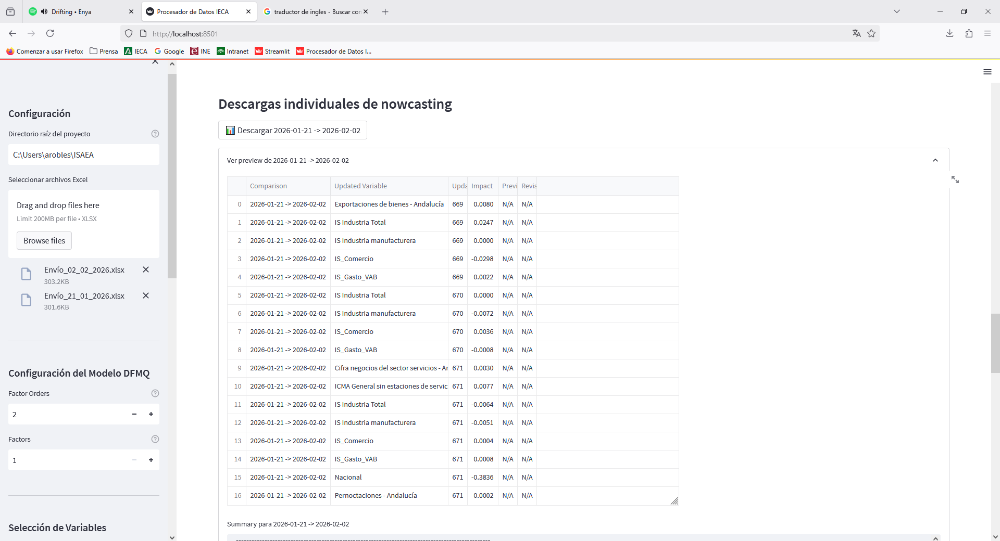 Drifting • Enya
Procesador de Datos IECA
traductor de ingles - Buscar con
http://localhost:8501
Comenzar a usar Firefox
Prensa
IECA
Google
INE
Intranet
Streamlit
Procesador de Datos I...
Configuración
Directorio raíz del proyecto
C:\Users\arobles\ISAEA
Seleccionar archivos Excel
Drag and drop files here
Limit 200MB per file • XLSX
Browse files
Envío_02_02_2026.xlsx
303.2KB
Envío_21_01_2026.xlsx
301.6KB
Configuración del Modelo DFMQ
Factor Orders
2
Factors
1
Selección de Variables
Descargas individuales de nowcasting
Descargar 2026-01-21 -> 2026-02-02
Ver preview de 2026-01-21 -> 2026-02-02
Comparison Updated Variable Upda Impact Previ Revis
0 2026-01-21 -> 2026-02-02 Exportaciones de bienes - Andalucía 669 0.0080 N/A N/A
1 2026-01-21 -> 2026-02-02 IS Industria Total 669 0.0247 N/A N/A
2 2026-01-21 -> 2026-02-02 IS Industria manufacturera 669 0.0000 N/A N/A
3 2026-01-21 -> 2026-02-02 IS_Comercio 669 -0.0298 N/A N/A
4 2026-01-21 -> 2026-02-02 IS_Gasto_VAB 669 0.0022 N/A N/A
5 2026-01-21 -> 2026-02-02 IS Industria Total 670 0.0000 N/A N/A
6 2026-01-21 -> 2026-02-02 IS Industria manufacturera 670 -0.0072 N/A N/A
7 2026-01-21 -> 2026-02-02 IS_Comercio 670 0.0036 N/A N/A
8 2026-01-21 -> 2026-02-02 IS_Gasto_VAB 670 -0.0008 N/A N/A
9 2026-01-21 -> 2026-02-02 Cifra negocios del sector servicios - Ar 671 0.0030 N/A N/A
10 2026-01-21 -> 2026-02-02 ICMA General sin estaciones de servic 671 0.0077 N/A N/A
11 2026-01-21 -> 2026-02-02 IS Industria Total 671 -0.0064 N/A N/A
12 2026-01-21 -> 2026-02-02 IS Industria manufacturera 671 -0.0051 N/A N/A
13 2026-01-21 -> 2026-02-02 IS_Comercio 671 0.0004 N/A N/A
14 2026-01-21 -> 2026-02-02 IS_Gasto_VAB 671 0.0008 N/A N/A
15 2026-01-21 -> 2026-02-02 Nacional 671 -0.3836 N/A N/A
16 2026-01-21 -> 2026-02-02 Pernoctaciones - Andalucía 671 0.0002 N/A N/A
Summary para 2026-01-21 -> 2026-02-02